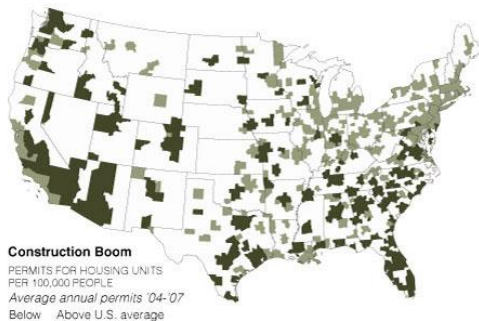 Construction Boom
PERMITS FOR HOUSING UNITS
PER 100,000 PEOPLE
Average annual permits '04-'07
Below Above U.S. average